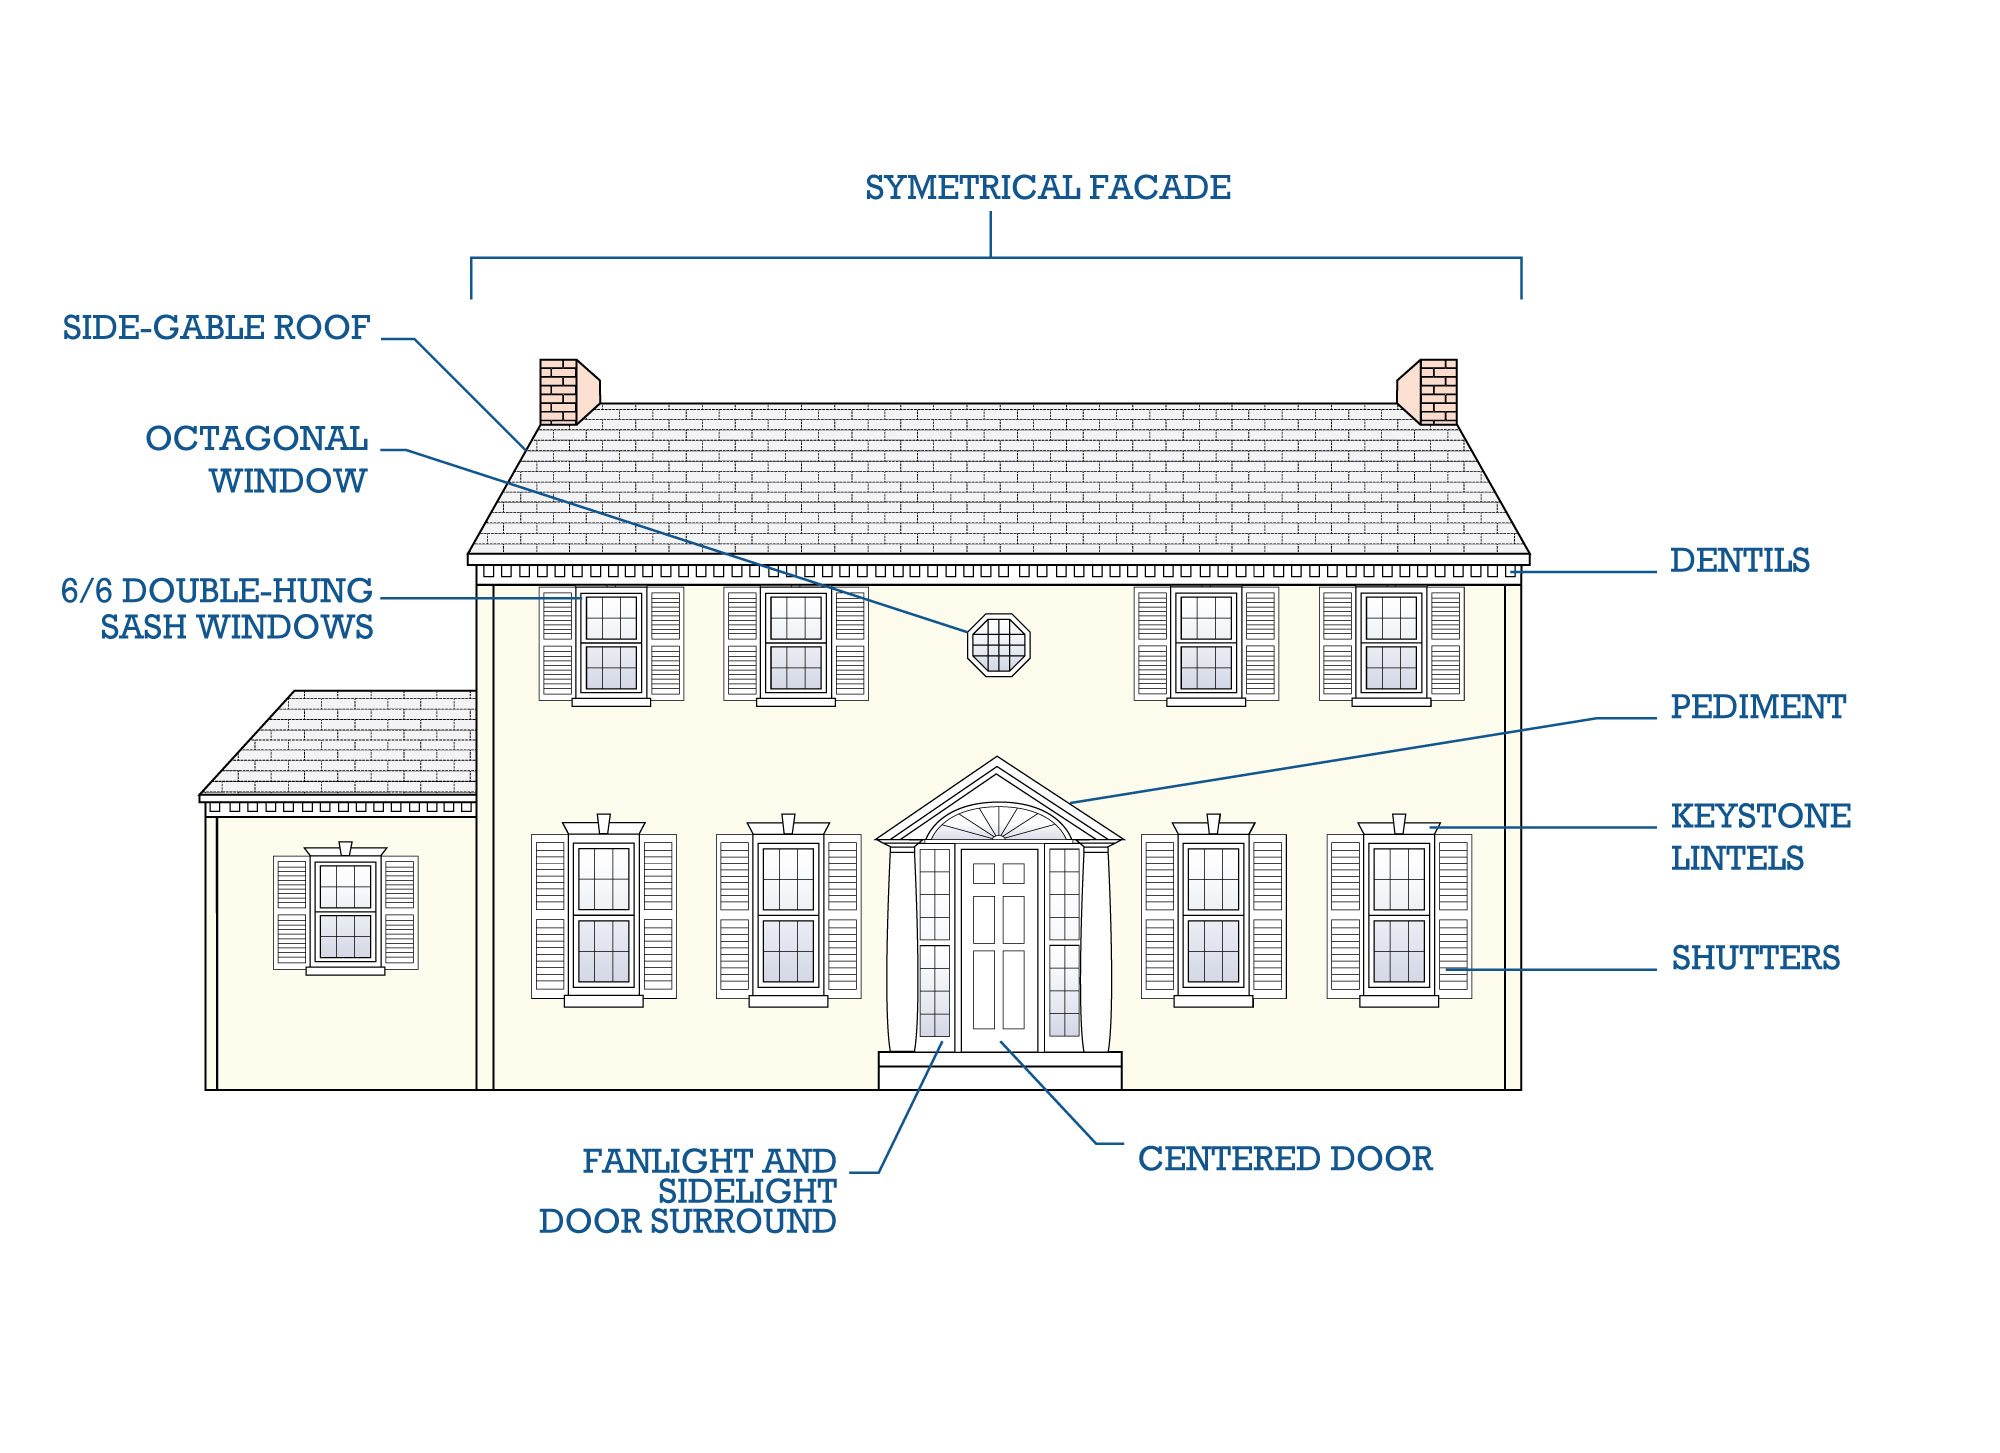 SYMETRICAL FACADE
SIDE-GABLE ROOF
OCTAGONAL
WINDOW
6/6 DOUBLE-HUNG
SASH WINDOWS
DENTILS
PEDIMENT
KEYSTONE
LINTELS
SHUTTERS
FANLIGHT AND
SIDELIGHT
DOOR SURROUND
CENTERED DOOR